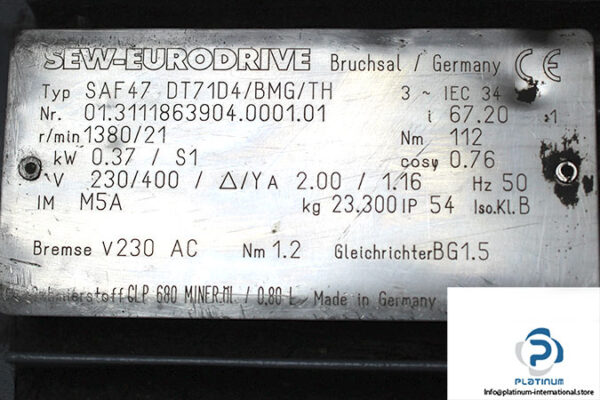 SEW-EURODRIVE Bruchsal / Germany CE
Typ SAF47 DT71D4/BMG/TH 3 ~ IEC 34
Nr. 01.3111863904.0001.01 i 67.20 :1
r/min 1380/21 Nm 112
kW 0.37 / S1 cosφ 0.76
V 230/400 / Δ/Y A 2.00 / 1.16 Hz 50
IM M5A kg 23.300 IP 54 Iso.Kl. B
Bremse V 230 AC Nm 1.2 Gleichrichter BG1.5
CLP 680 MINER.ÖL / 0.80 L Made in Germany
PLATINUM
Info@platinum-international.store